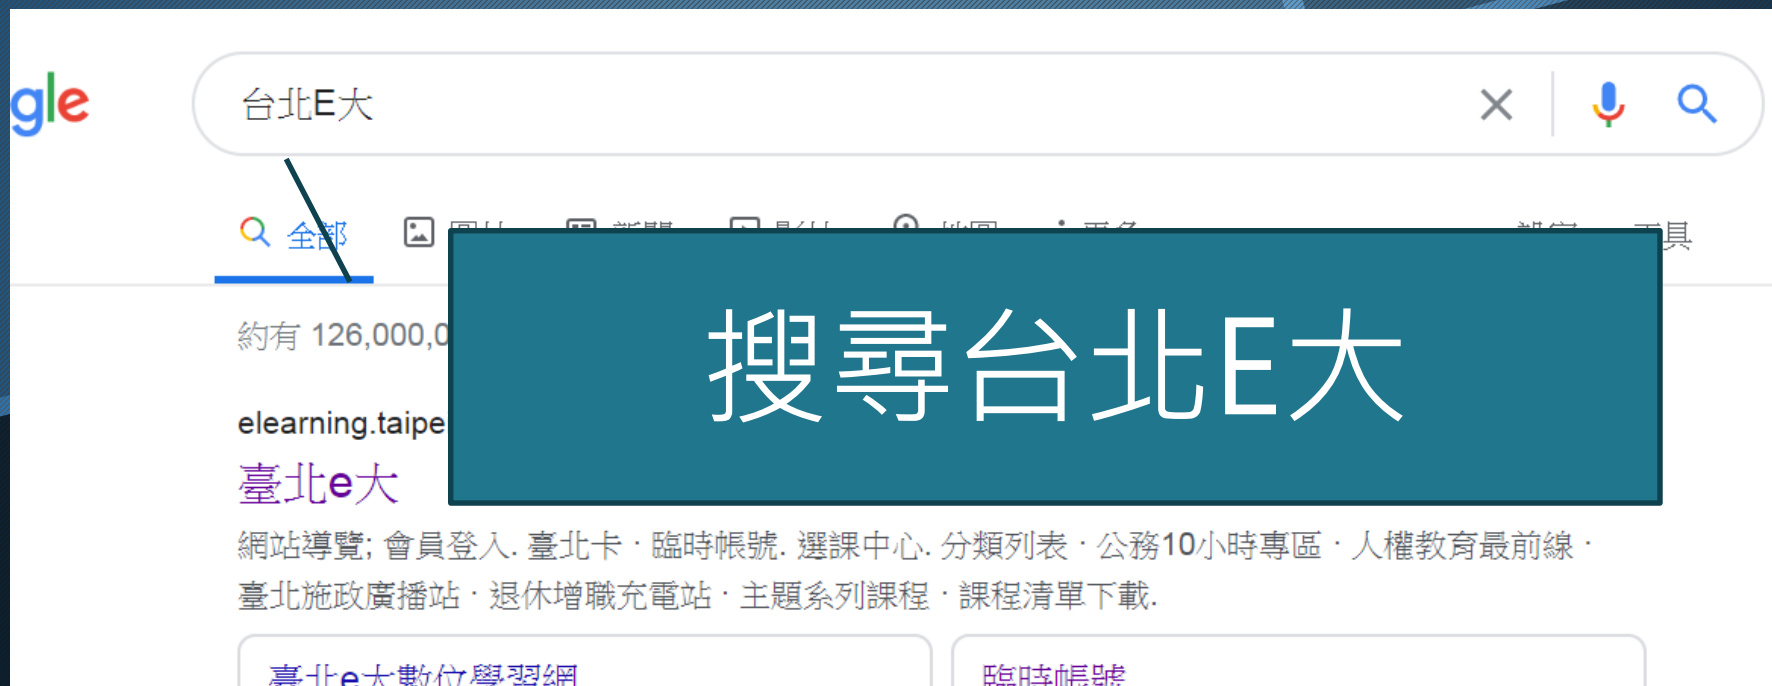 gle
台北E大
全部
具
約有 126,000,0
搜尋台北E大
elearning.taipe
臺北e大
網站導覽; 會員登入. 臺北卡 · 臨時帳號. 選課中心. 分類列表 · 公務10小時專區 · 人權教育最前線 ·
臺北施政廣播站 · 退休增職充電站 · 主題系列課程 · 課程清單下載.
臺北e大數位學習網 臨時帳號